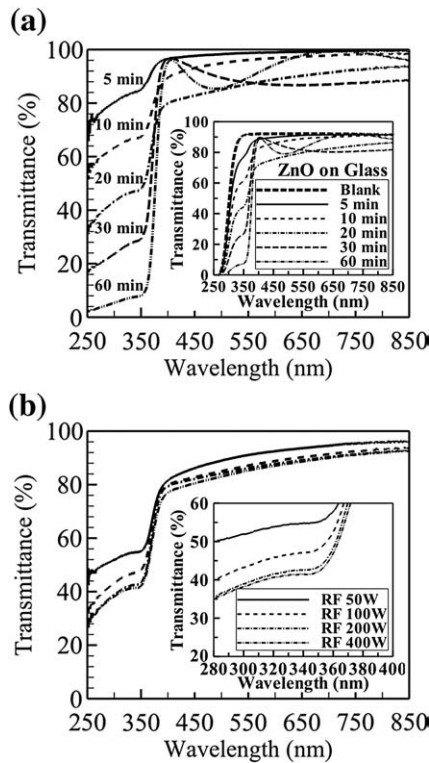 (a)
100
80
60
40
20
0
Transmittance (%)
5 min
10 min
20 min
30 min
60 min
100
80
60
40
20
0
Transmittance (%)
ZnO on Glass
Blank
5 min
10 min
20 min
30 min
60 min
250 350 450 550 650 750 850
Wavelength (nm)
250 350 450 550 650 750 850
Wavelength (nm)
(b)
100
80
60
40
20
0
Transmittance (%)
60
50
40
30
20
Transmittance (%)
RF 50W
RF 100W
RF 200W
RF 400W
280 300 320 340 360 380 400
Wavelength (nm)
250 350 450 550 650 750 850
Wavelength (nm)